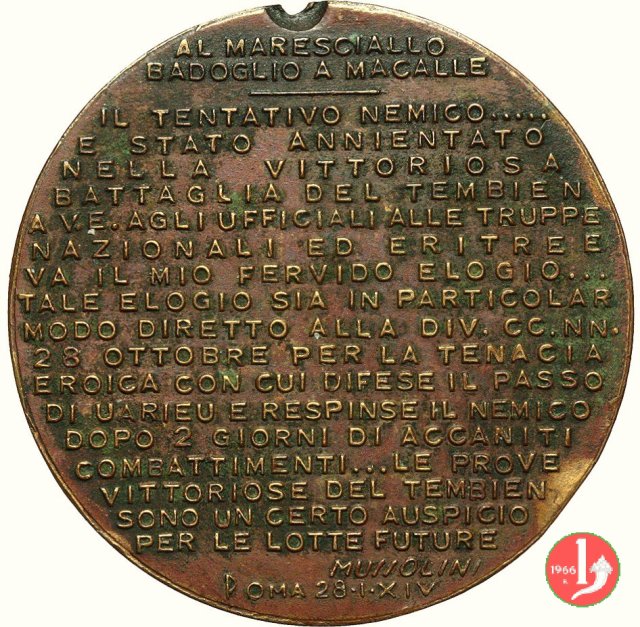 AL MARESCIALLO
BADOGLIO A MACALLE
IL TENTATIVO NEMICO.....
E STATO ANNIENTATO
NELLA VITTORIOSA
BATTAGLIA DEL TEMBIEN
A V.E. AGLI UFFICIALI ALLE TRUPPE
NAZIONALI ED ERITREE
VA IL MIO FERVIDO ELOGIO...
TALE ELOGIO SIA IN PARTICOLAR
MODO DIRETTO ALLA DIV. CC.NN.
28 OTTOBRE PER LA TENACIA
EROICA CON CUI DIFESE IL PASSO
DI UARIEU E RESPINSE IL NEMICO
DOPO 2 GIORNI DI ACCANITI
COMBATTIMENTI...LE PROVE
VITTORIOSE DEL TEMBIEN
SONO UN CERTO AUSPICIO
PER LE LOTTE FUTURE
MUSSOLINI
ROMA 28·1·XIV
1966